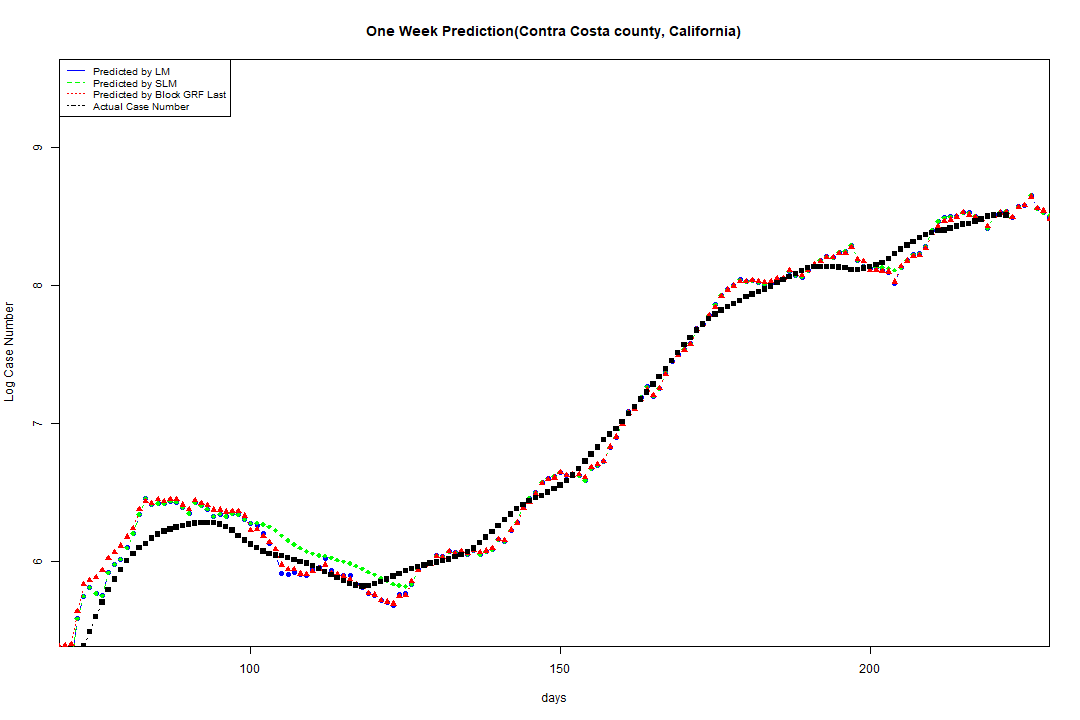 One Week Prediction(Contra Costa county, California)
Predicted by LM
Predicted by SLM
Predicted by Block GRF Last
Actual Case Number
9
8
7
6
Log Case Number
100
150
200
days